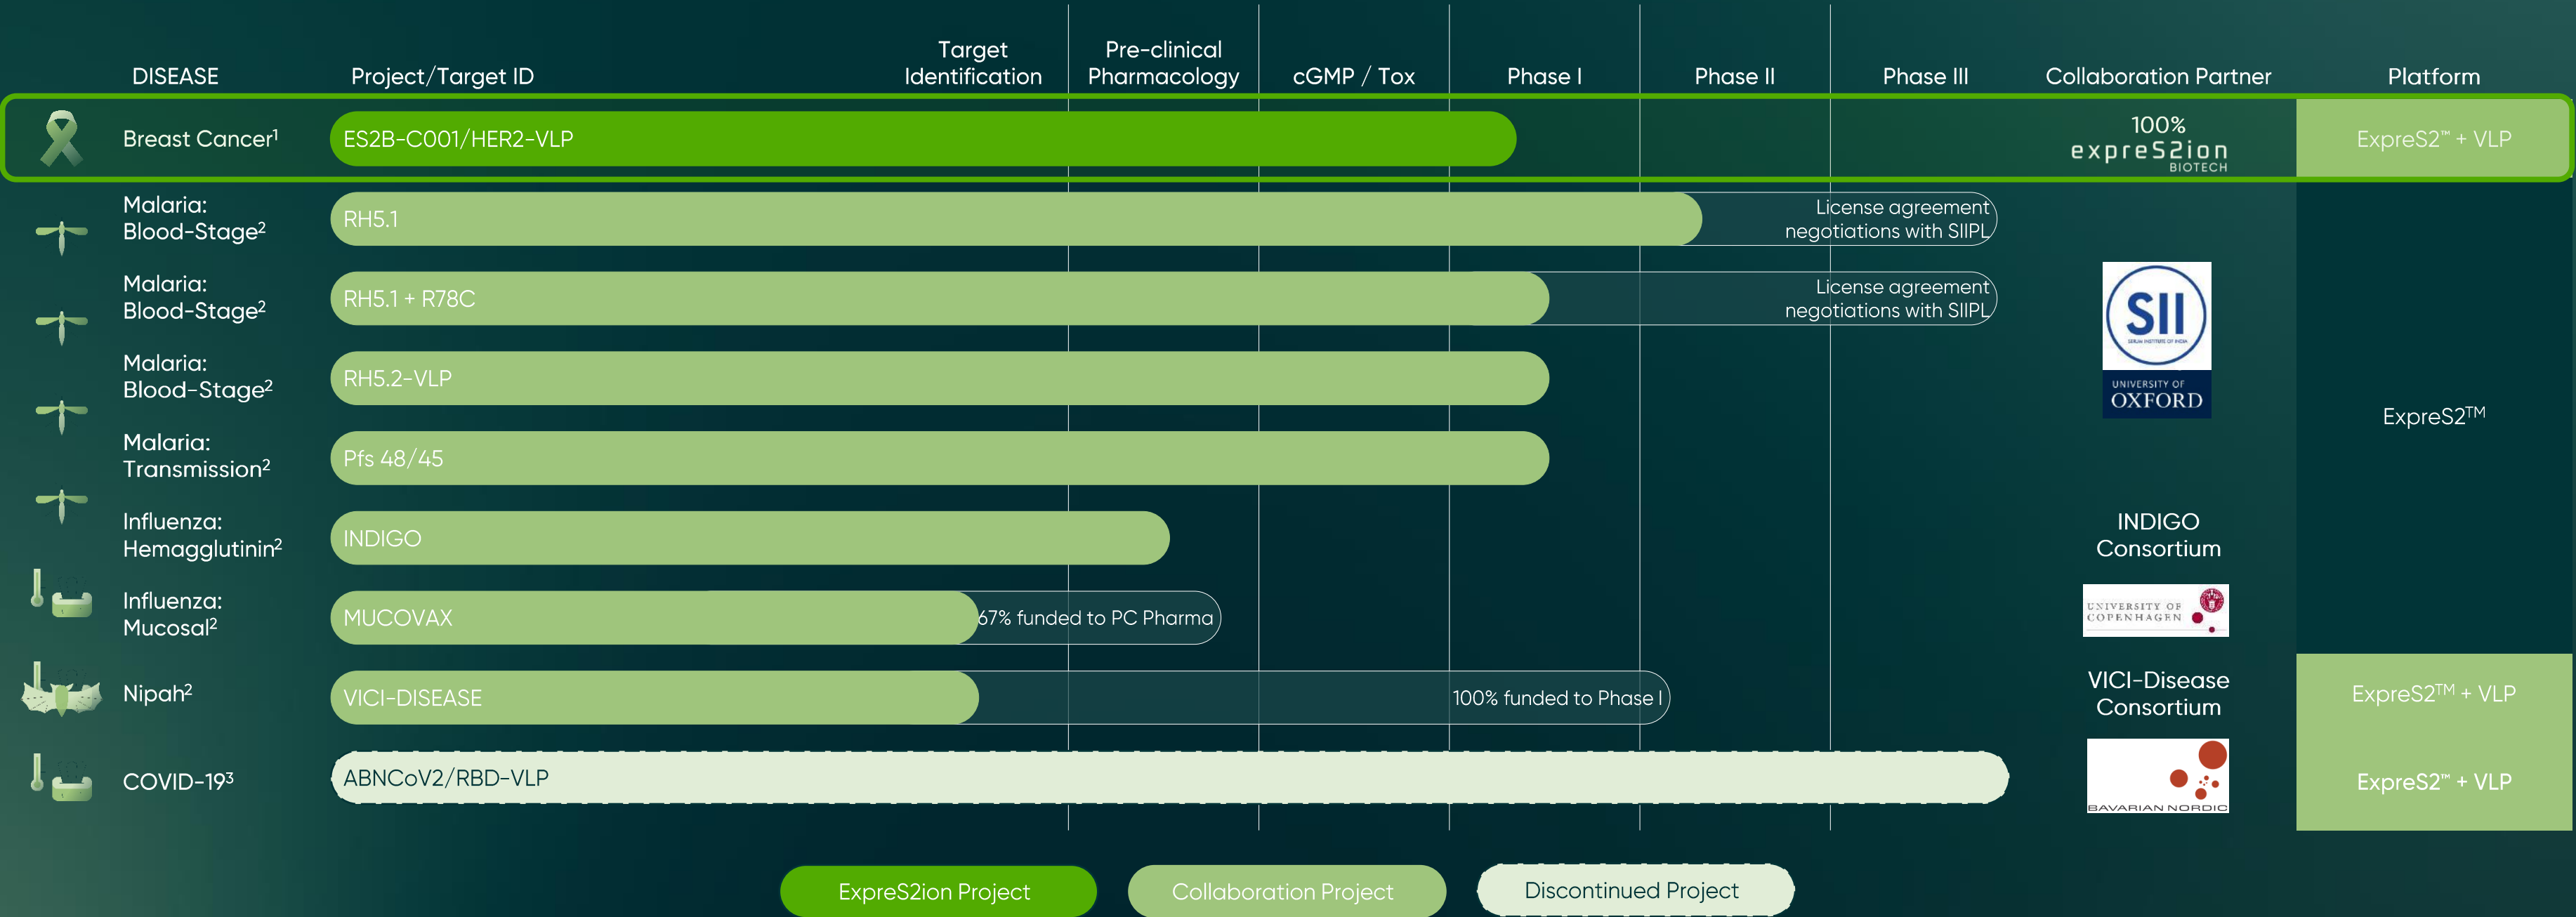 DISEASE
Project/Target ID
Target
Identification
Pre-clinical
Pharmacology
cGMP / Tox
Phase I
Phase II
Phase III
Collaboration Partner
Platform
Breast Cancer¹
ES2B-C001/HER2-VLP
100%
expreS2ion
BIOTECH
ExpreS2™ + VLP
Malaria:
Blood-Stage²
RH5.1
License agreement
negotiations with SIIPL
Malaria:
Blood-Stage²
RH5.1 + R78C
License agreement
negotiations with SIIPL
SII
SERUM INSTITUTE OF INDIA
Malaria:
Blood-Stage²
RH5.2-VLP
UNIVERSITY OF
OXFORD
ExpreS2™
Malaria:
Transmission²
Pfs 48/45
Influenza:
Hemagglutinin²
INDIGO
INDIGO
Consortium
Influenza:
Mucosal²
MUCOVAX
67% funded to PC Pharma
UNIVERSITY OF
COPENHAGEN
Nipah²
VICI-DISEASE
100% funded to Phase I
VICI-Disease
Consortium
ExpreS2™ + VLP
COVID-19³
ABNCoV2/RBD-VLP
BAVARIAN NORDIC
ExpreS2™ + VLP
ExpreS2ion Project
Collaboration Project
Discontinued Project